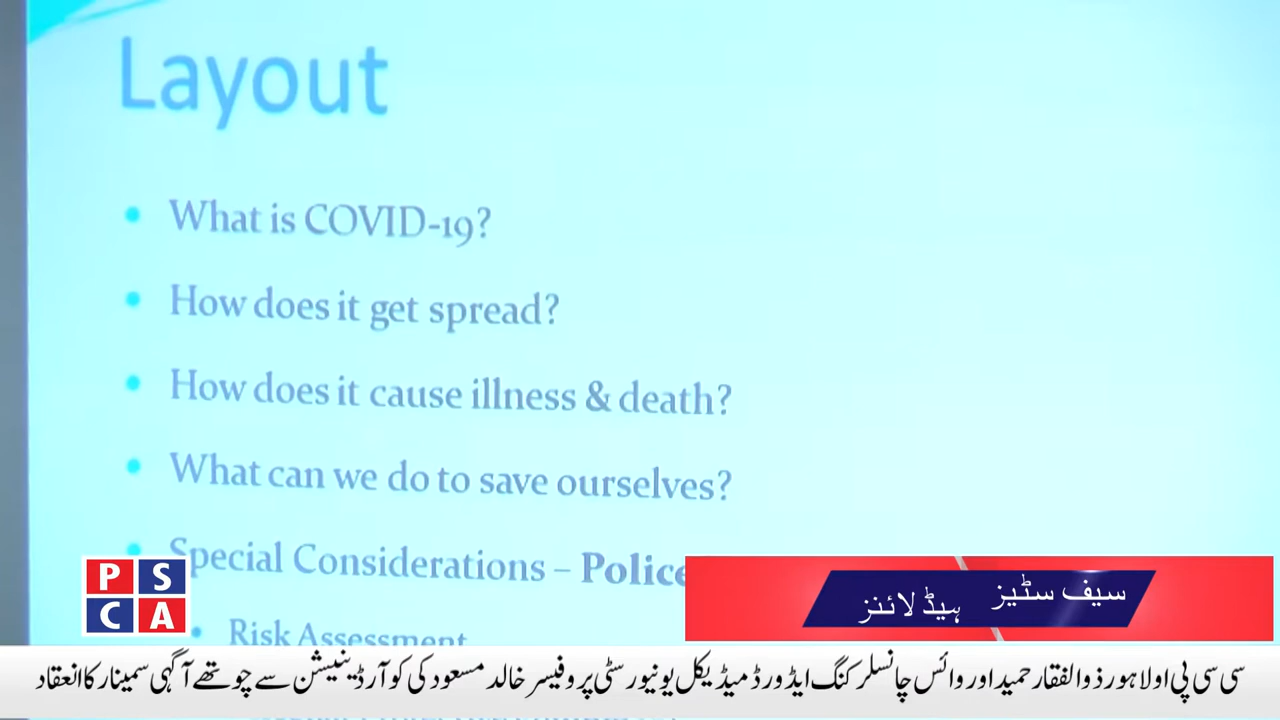 Layout
• What is COVID-19?
• How does it get spread?
• How does it cause illness & death?
• What can we do to save ourselves?
• Special Considerations – Police
• Risk Assessment
P S
C A
سیف سٹیز ہیڈ لائنز
سی سی پی او لاہور ذوالفقار حمید اور وائس چانسلر کنگ ایڈورڈ میڈیکل یونیورسٹی پروفیسر خالد مسعود کی کوآرڈینیشن سے چوتھے آگہی سمینار کا انعقاد